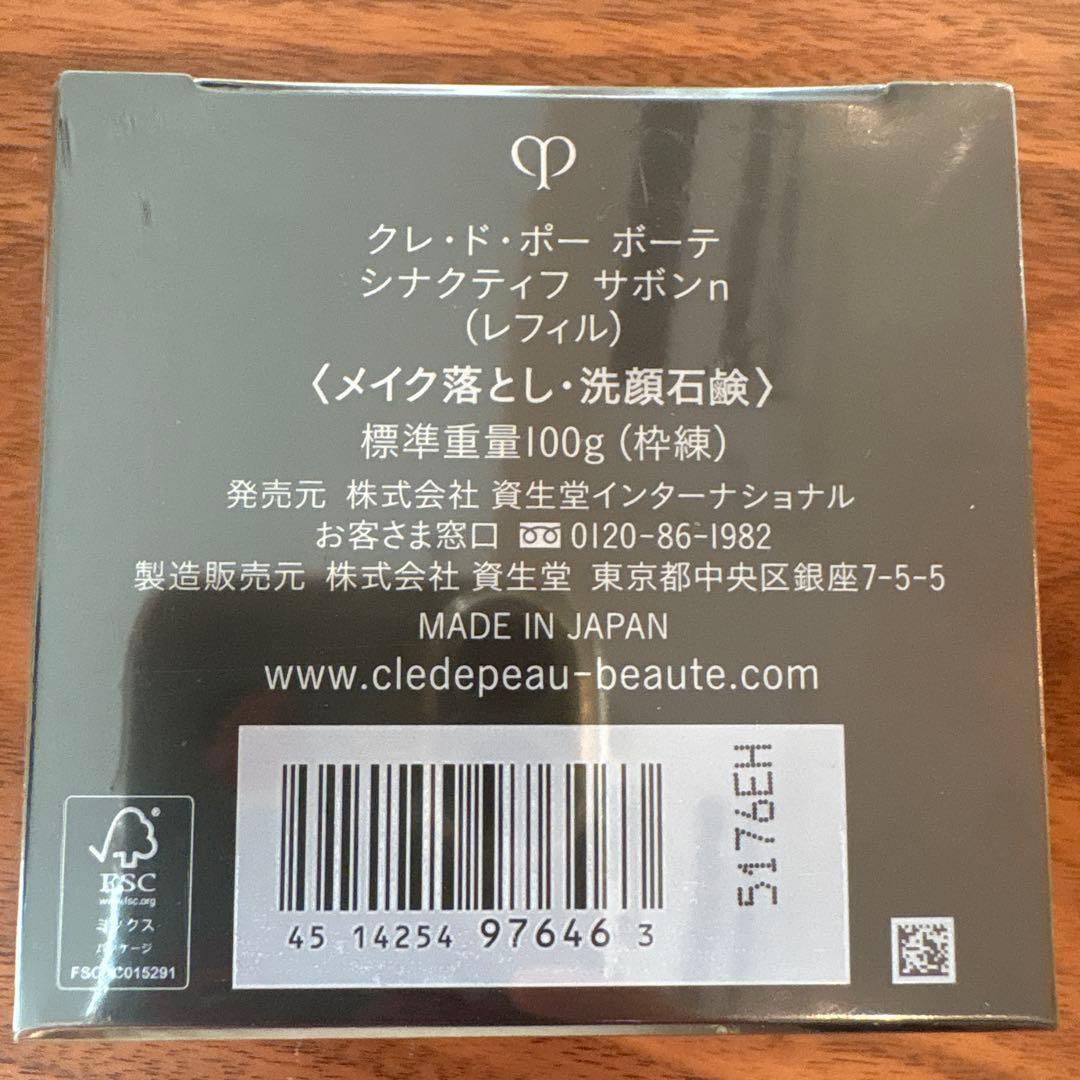 クレ・ド・ポー ボーテ
シナクティフ サボンn
(レフィル)
〈メイク落とし・洗顔石鹸〉
標準重量100g (枠練)
発売元 株式会社 資生堂インターナショナル
お客さま窓口 0120-86-1982
製造販売元 株式会社 資生堂 東京都中央区銀座7-5-5
MADE IN JAPAN
www.cledepeau-beaute.com
5176EH
45 14254 97646 3
FSC
www.fsc.org
ミックス
パッケージ
FSC® C015291